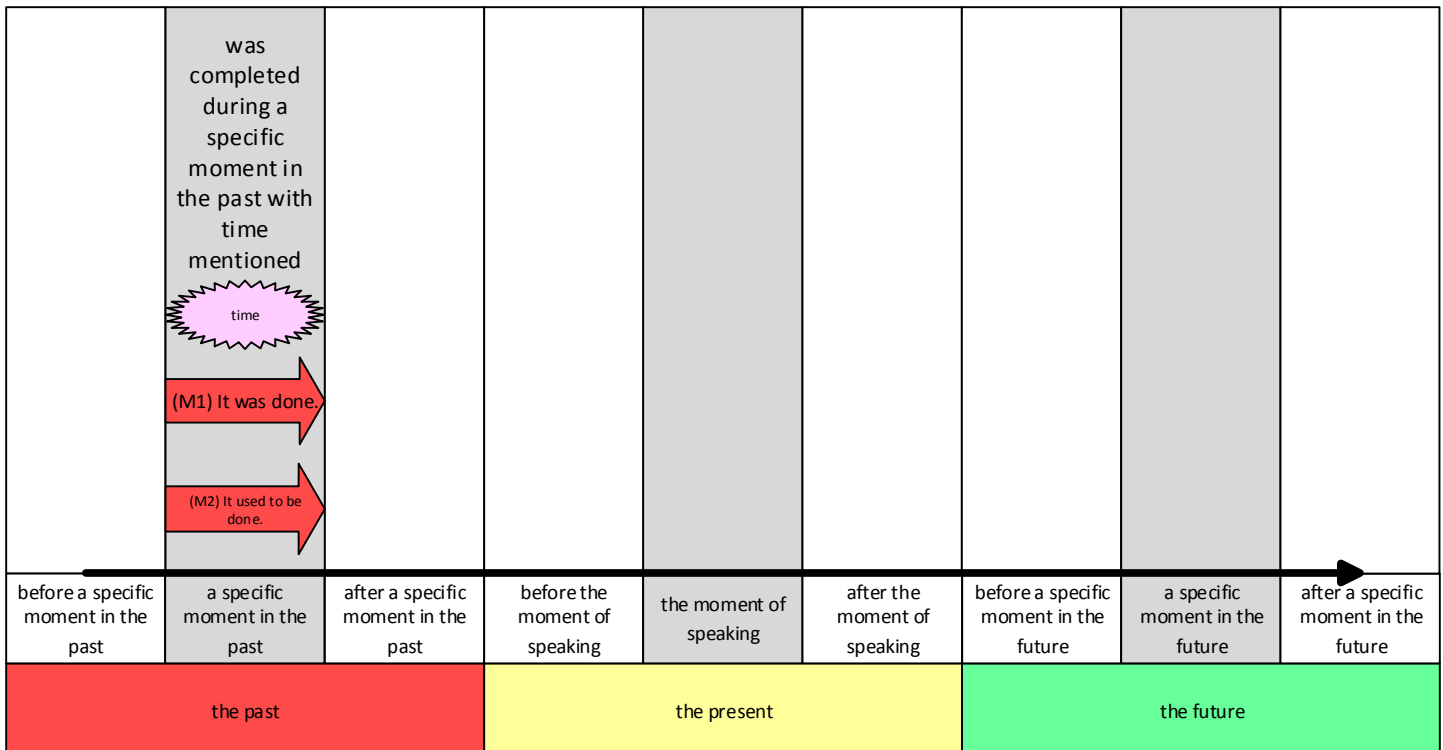 was
completed
during a
specific
moment in
the past with
time
mentioned
time
(M1) It was done.
(M2) It used to be
done.
before a specific
moment in the
past
a specific
moment in the
past
after a specific
moment in the
past
before the
moment of
speaking
the moment of
speaking
after the
moment of
speaking
before a specific
moment in the
future
a specific
moment in the
future
after a specific
moment in the
future
the past
the present
the future